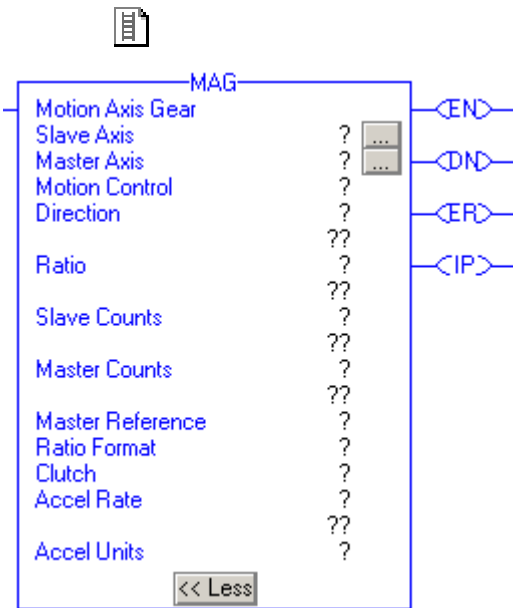 MAG
Motion Axis Gear EN
Slave Axis ? ...
Master Axis ? ... DN
Motion Control ?
Direction ? ER
??
Ratio ? IP
??
Slave Counts ?
??
Master Counts ?
??
Master Reference ?
Ratio Format ?
Clutch ?
Accel Rate ?
??
Accel Units ?
<< Less